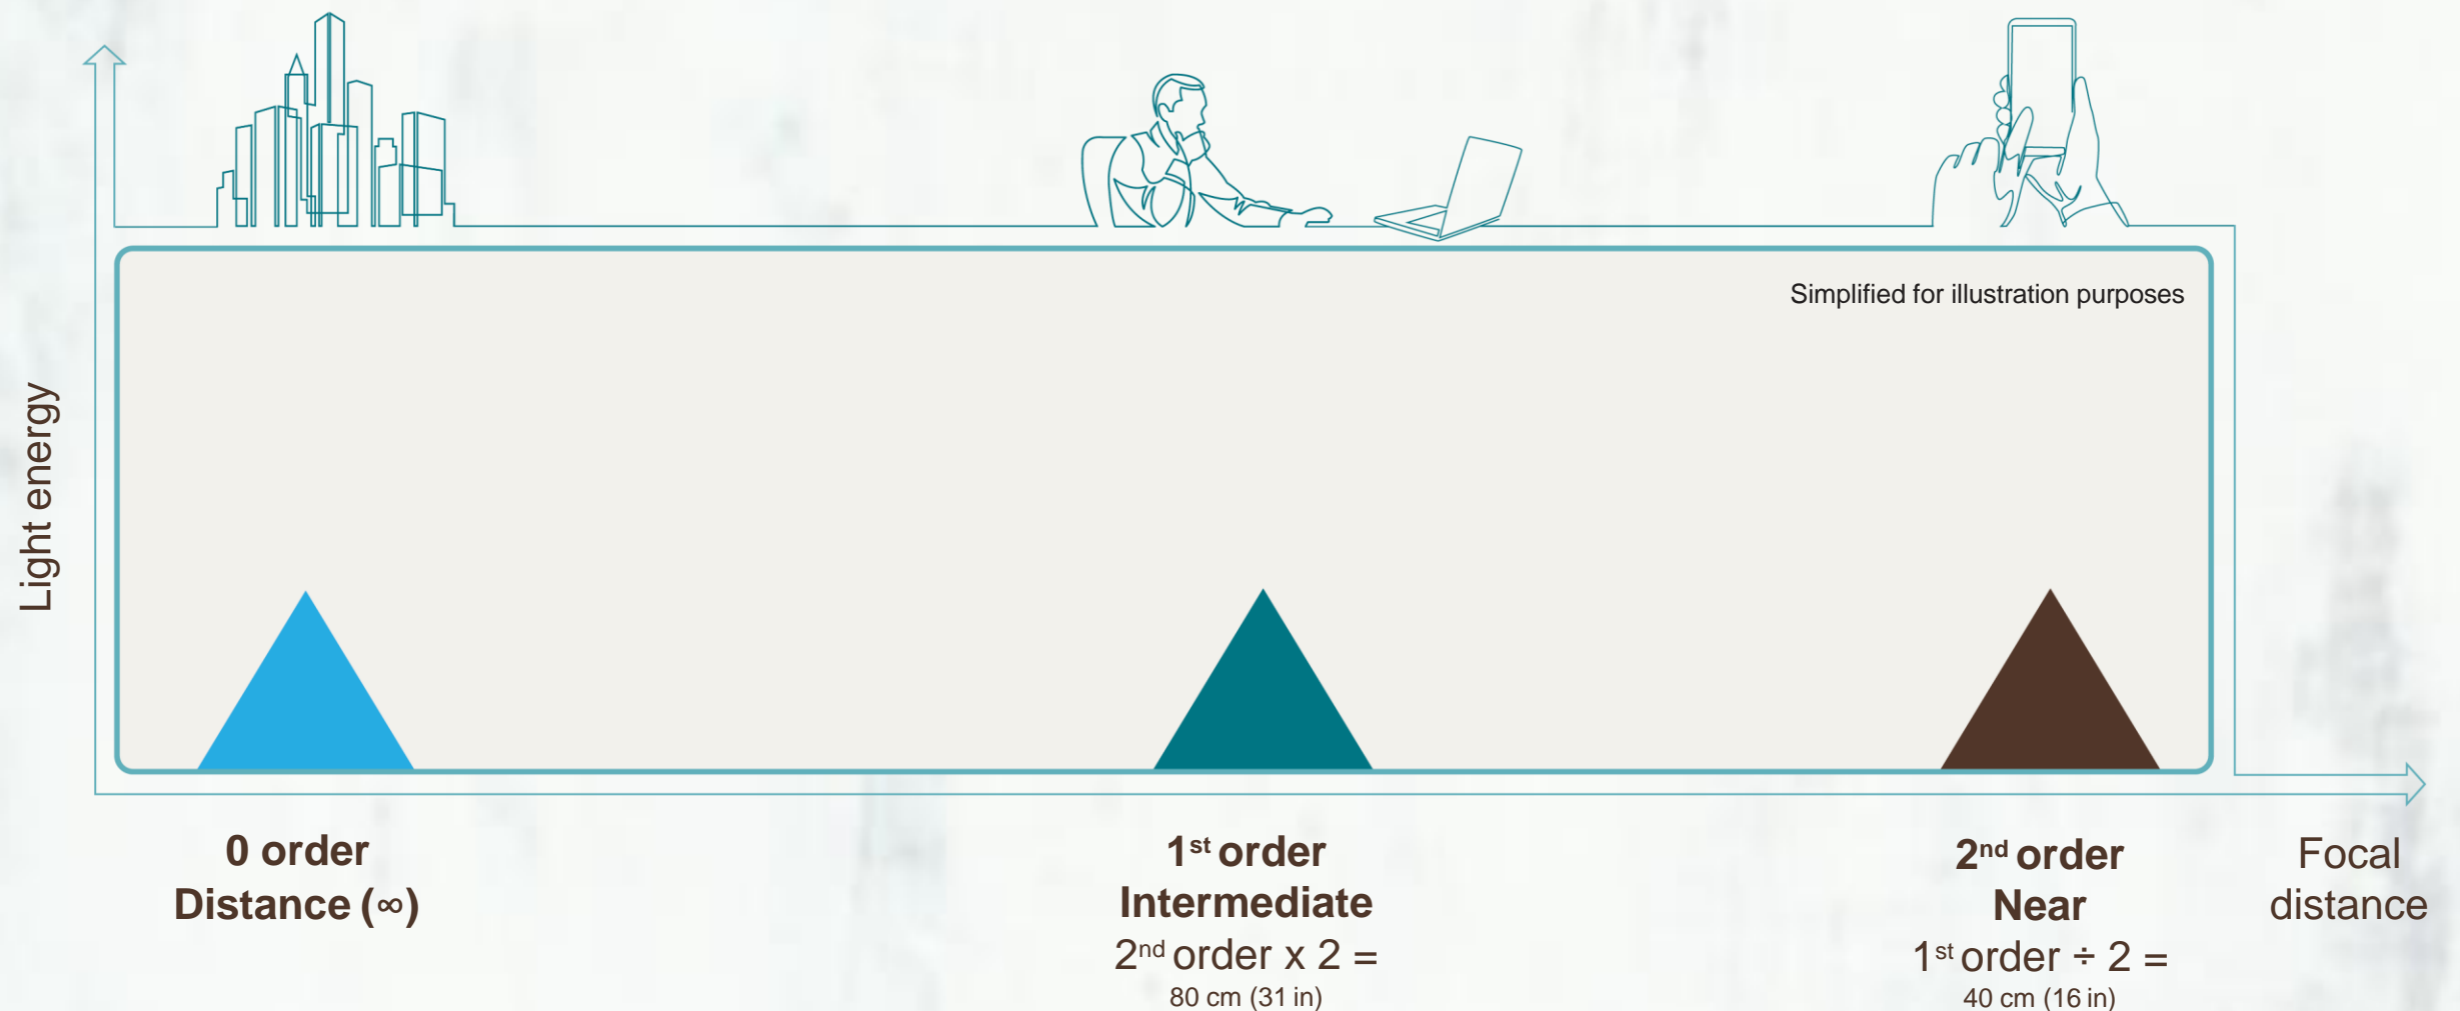 Simplified for illustration purposes
Light energy
0 order
Distance (∞)
1st order
Intermediate
2nd order x 2 =
80 cm (31 in)
2nd order
Near
1st order ÷ 2 =
40 cm (16 in)
Focal
distance